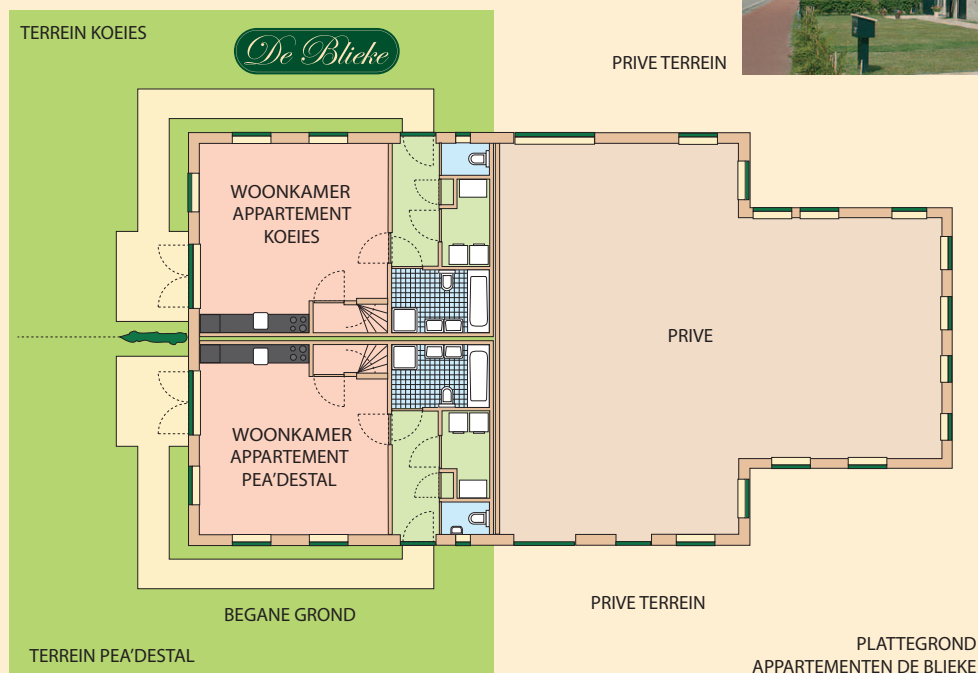 TERREIN KOEIES
De Blieke
PRIVE TERREIN
WOONKAMER
APPARTEMENT
KOEIES
PRIVE
WOONKAMER
APPARTEMENT
PEA'DESTAL
BEGANE GROND
PRIVE TERREIN
TERREIN PEA'DESTAL
PLATTEGROND
APPARTEMENTEN DE BLIEKE